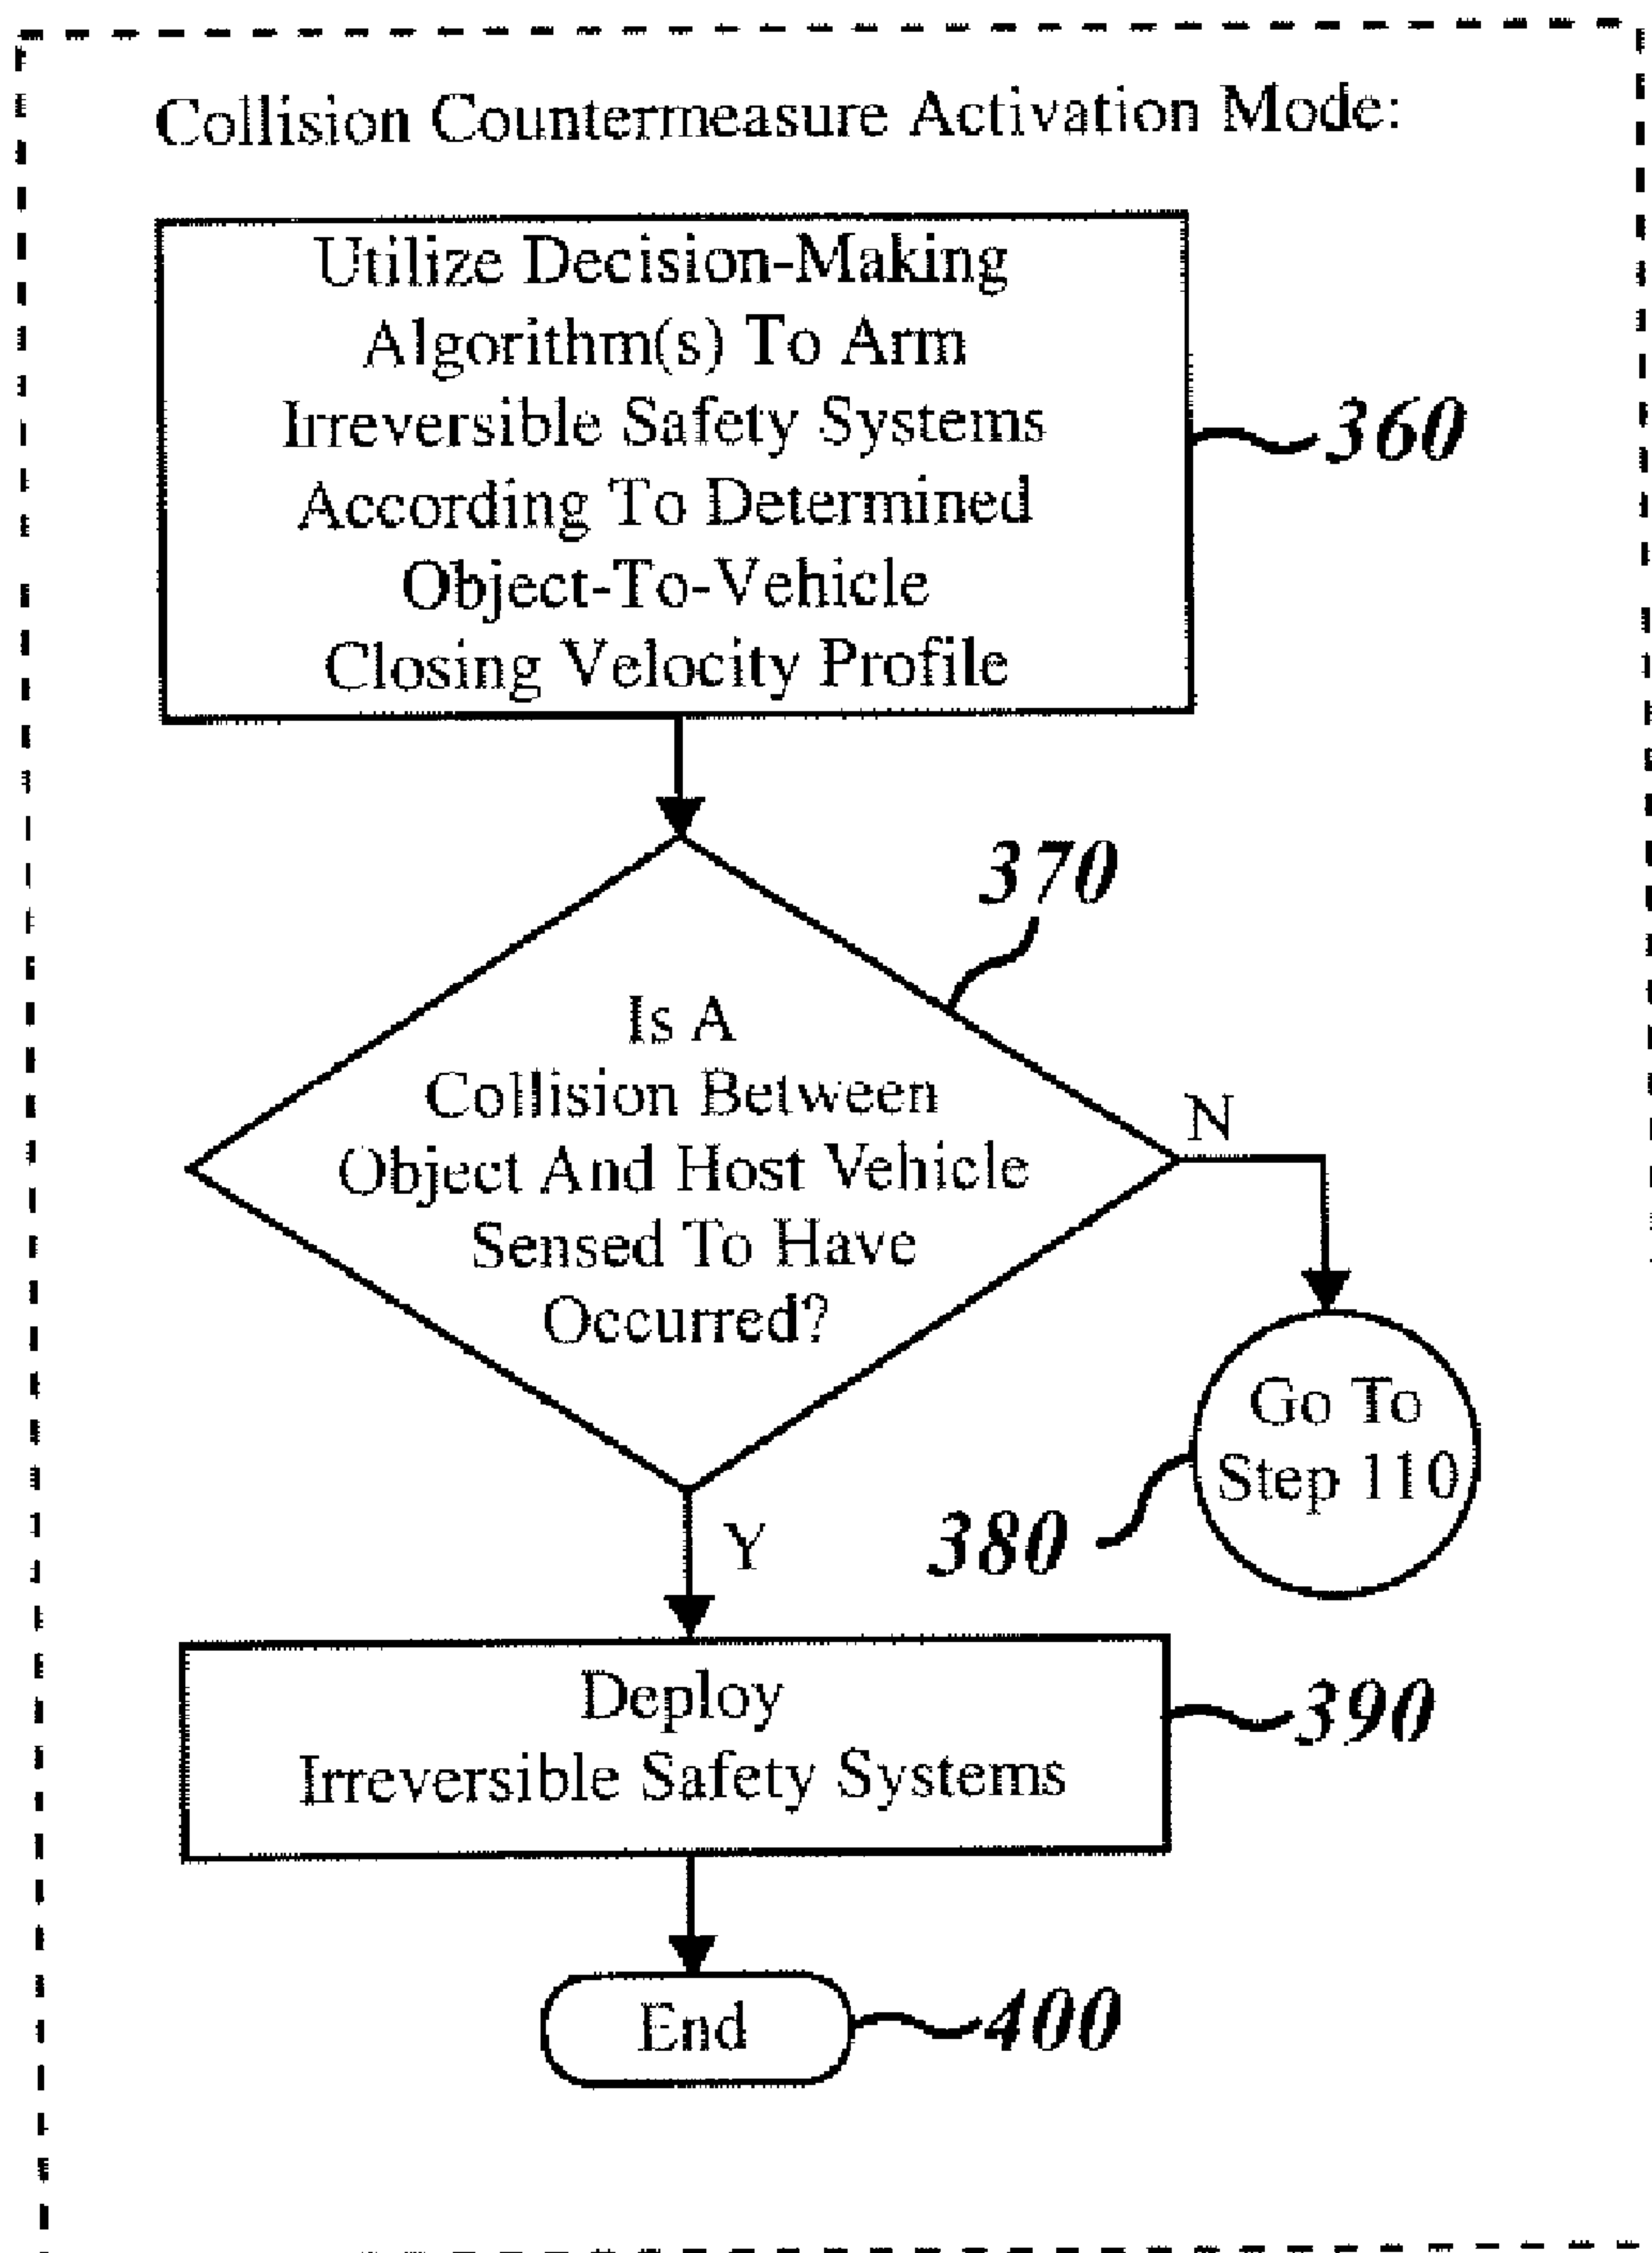 Collision Countermeasure Activation Mode:
Utilize Decision-Making
Algorithm(s) To Arm
Irreversible Safety Systems
According To Determined
Object-To-Vehicle
Closing Velocity Profile
360
370
Is A
Collision Between
Object And Host Vehicle
Sensed To Have
Occurred?
N
Go To
Step 110
380
Y
Deploy
Irreversible Safety Systems
390
End
400